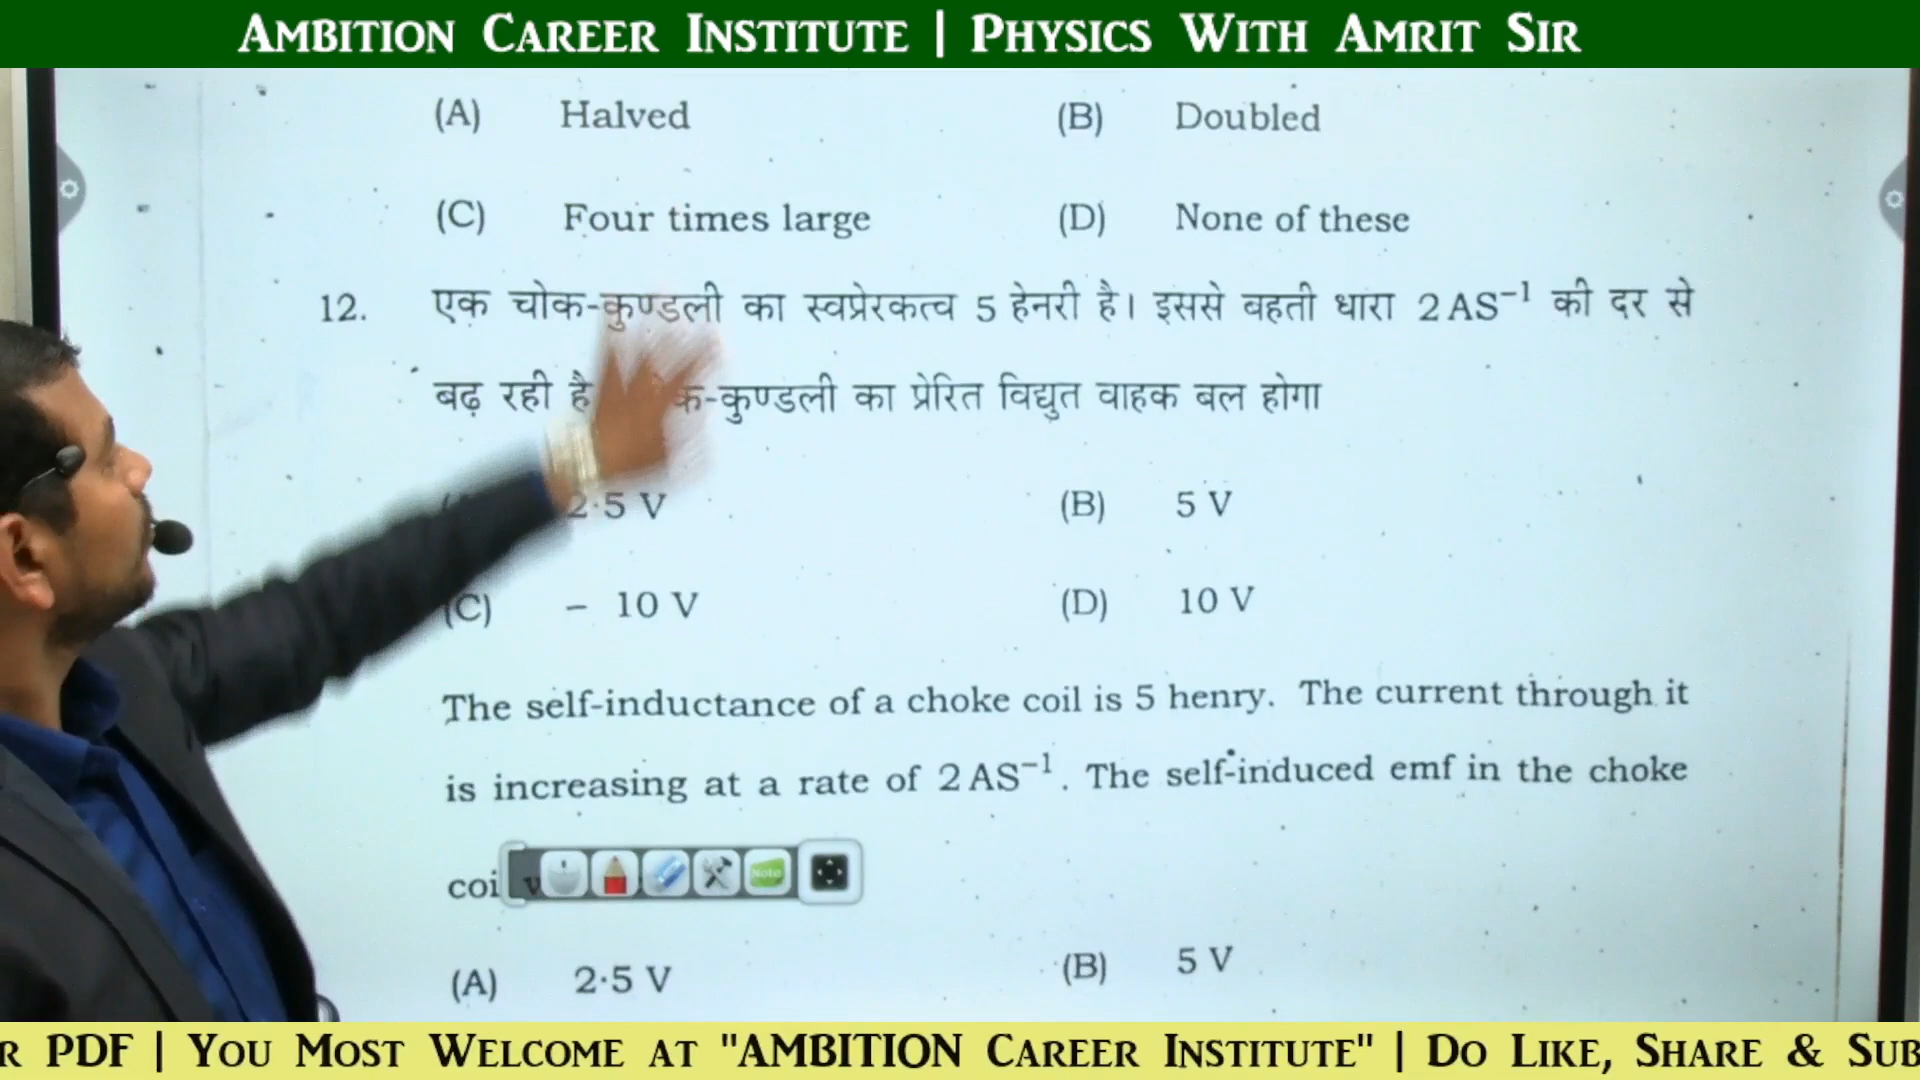 AMBITION CAREER INSTITUTE | PHYSICS WITH AMRIT SIR
(A) Halved (B) Doubled
(C) Four times large (D) None of these
12. एक चोक-कुण्डली का स्वप्रेरकत्व 5 हेनरी है। इससे बहती धारा 2 AS⁻¹ की दर से
बढ़ रही है -कुण्डली का प्रेरित विद्युत वाहक बल होगा
2·5 V (B) 5 V
(C) – 10 V (D) 10 V
The self-inductance of a choke coil is 5 henry. The current through it
is increasing at a rate of 2 AS⁻¹. The self-induced emf in the choke
Note
(A) 2·5 V (B) 5 V
PDF | YOU MOST WELCOME AT "AMBITION CAREER INSTITUTE" | DO LIKE, SHARE &